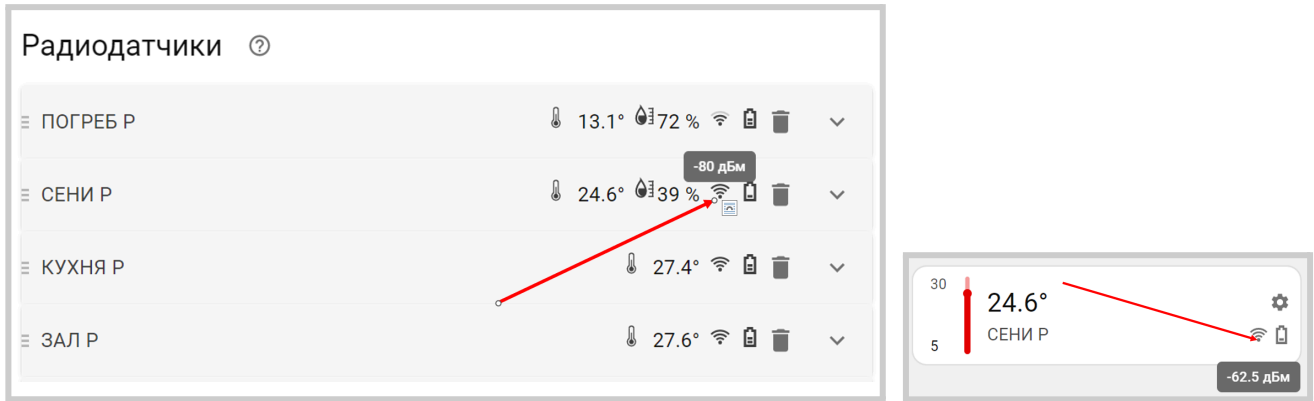 Радиодатчики ?
ПОГРЕБ Р 13.1° 72 %
-80 дБм
СЕНИ Р 24.6° 39 %
КУХНЯ Р 27.4°
ЗАЛ Р 27.6°
30
24.6°
СЕНИ Р
5
-62.5 дБм